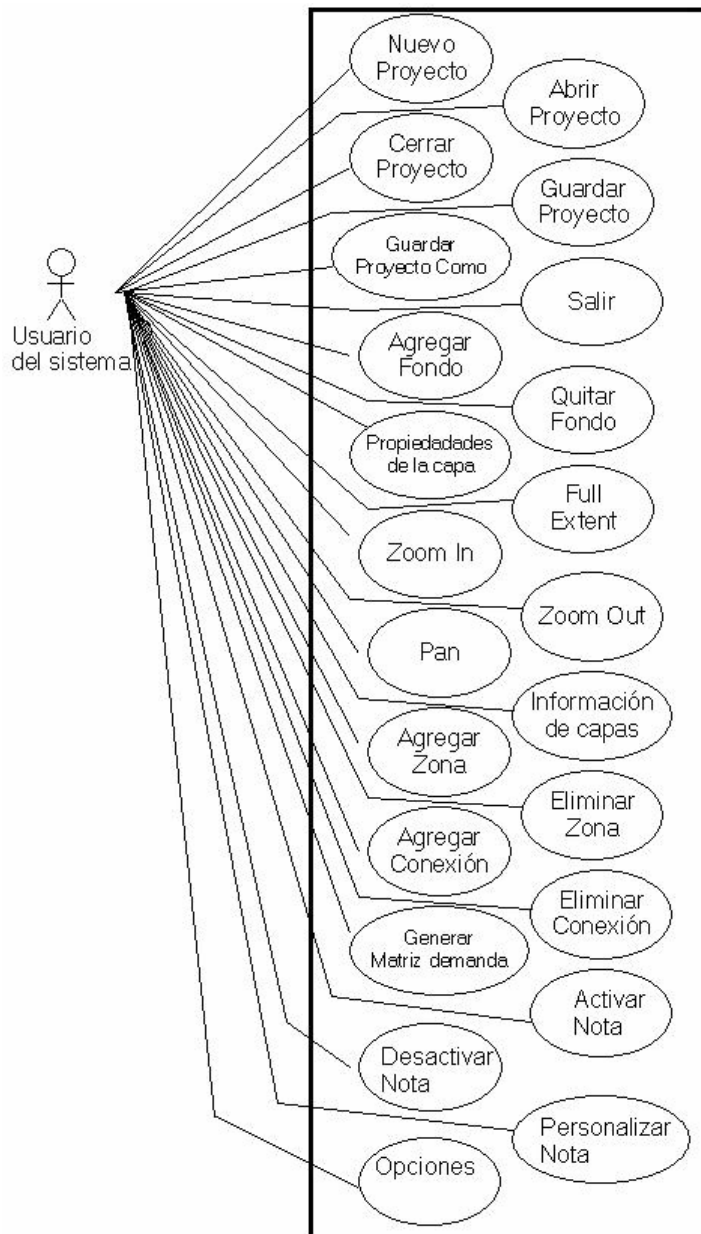 Nuevo
Proyecto
Abrir
Proyecto
Cerrar
Proyecto
Guardar
Proyecto
Guardar
Proyecto Como
Usuario
del sistema
Salir
Agregar
Fondo
Quitar
Fondo
Propiedadades
de la capa
Full
Extent
Zoom In
Zoom Out
Pan
Información
de capas
Agregar
Zona
Eliminar
Zona
Agregar
Conexión
Eliminar
Conexión
Generar
Matriz demanda
Activar
Nota
Desactivar
Nota
Personalizar
Nota
Opciones